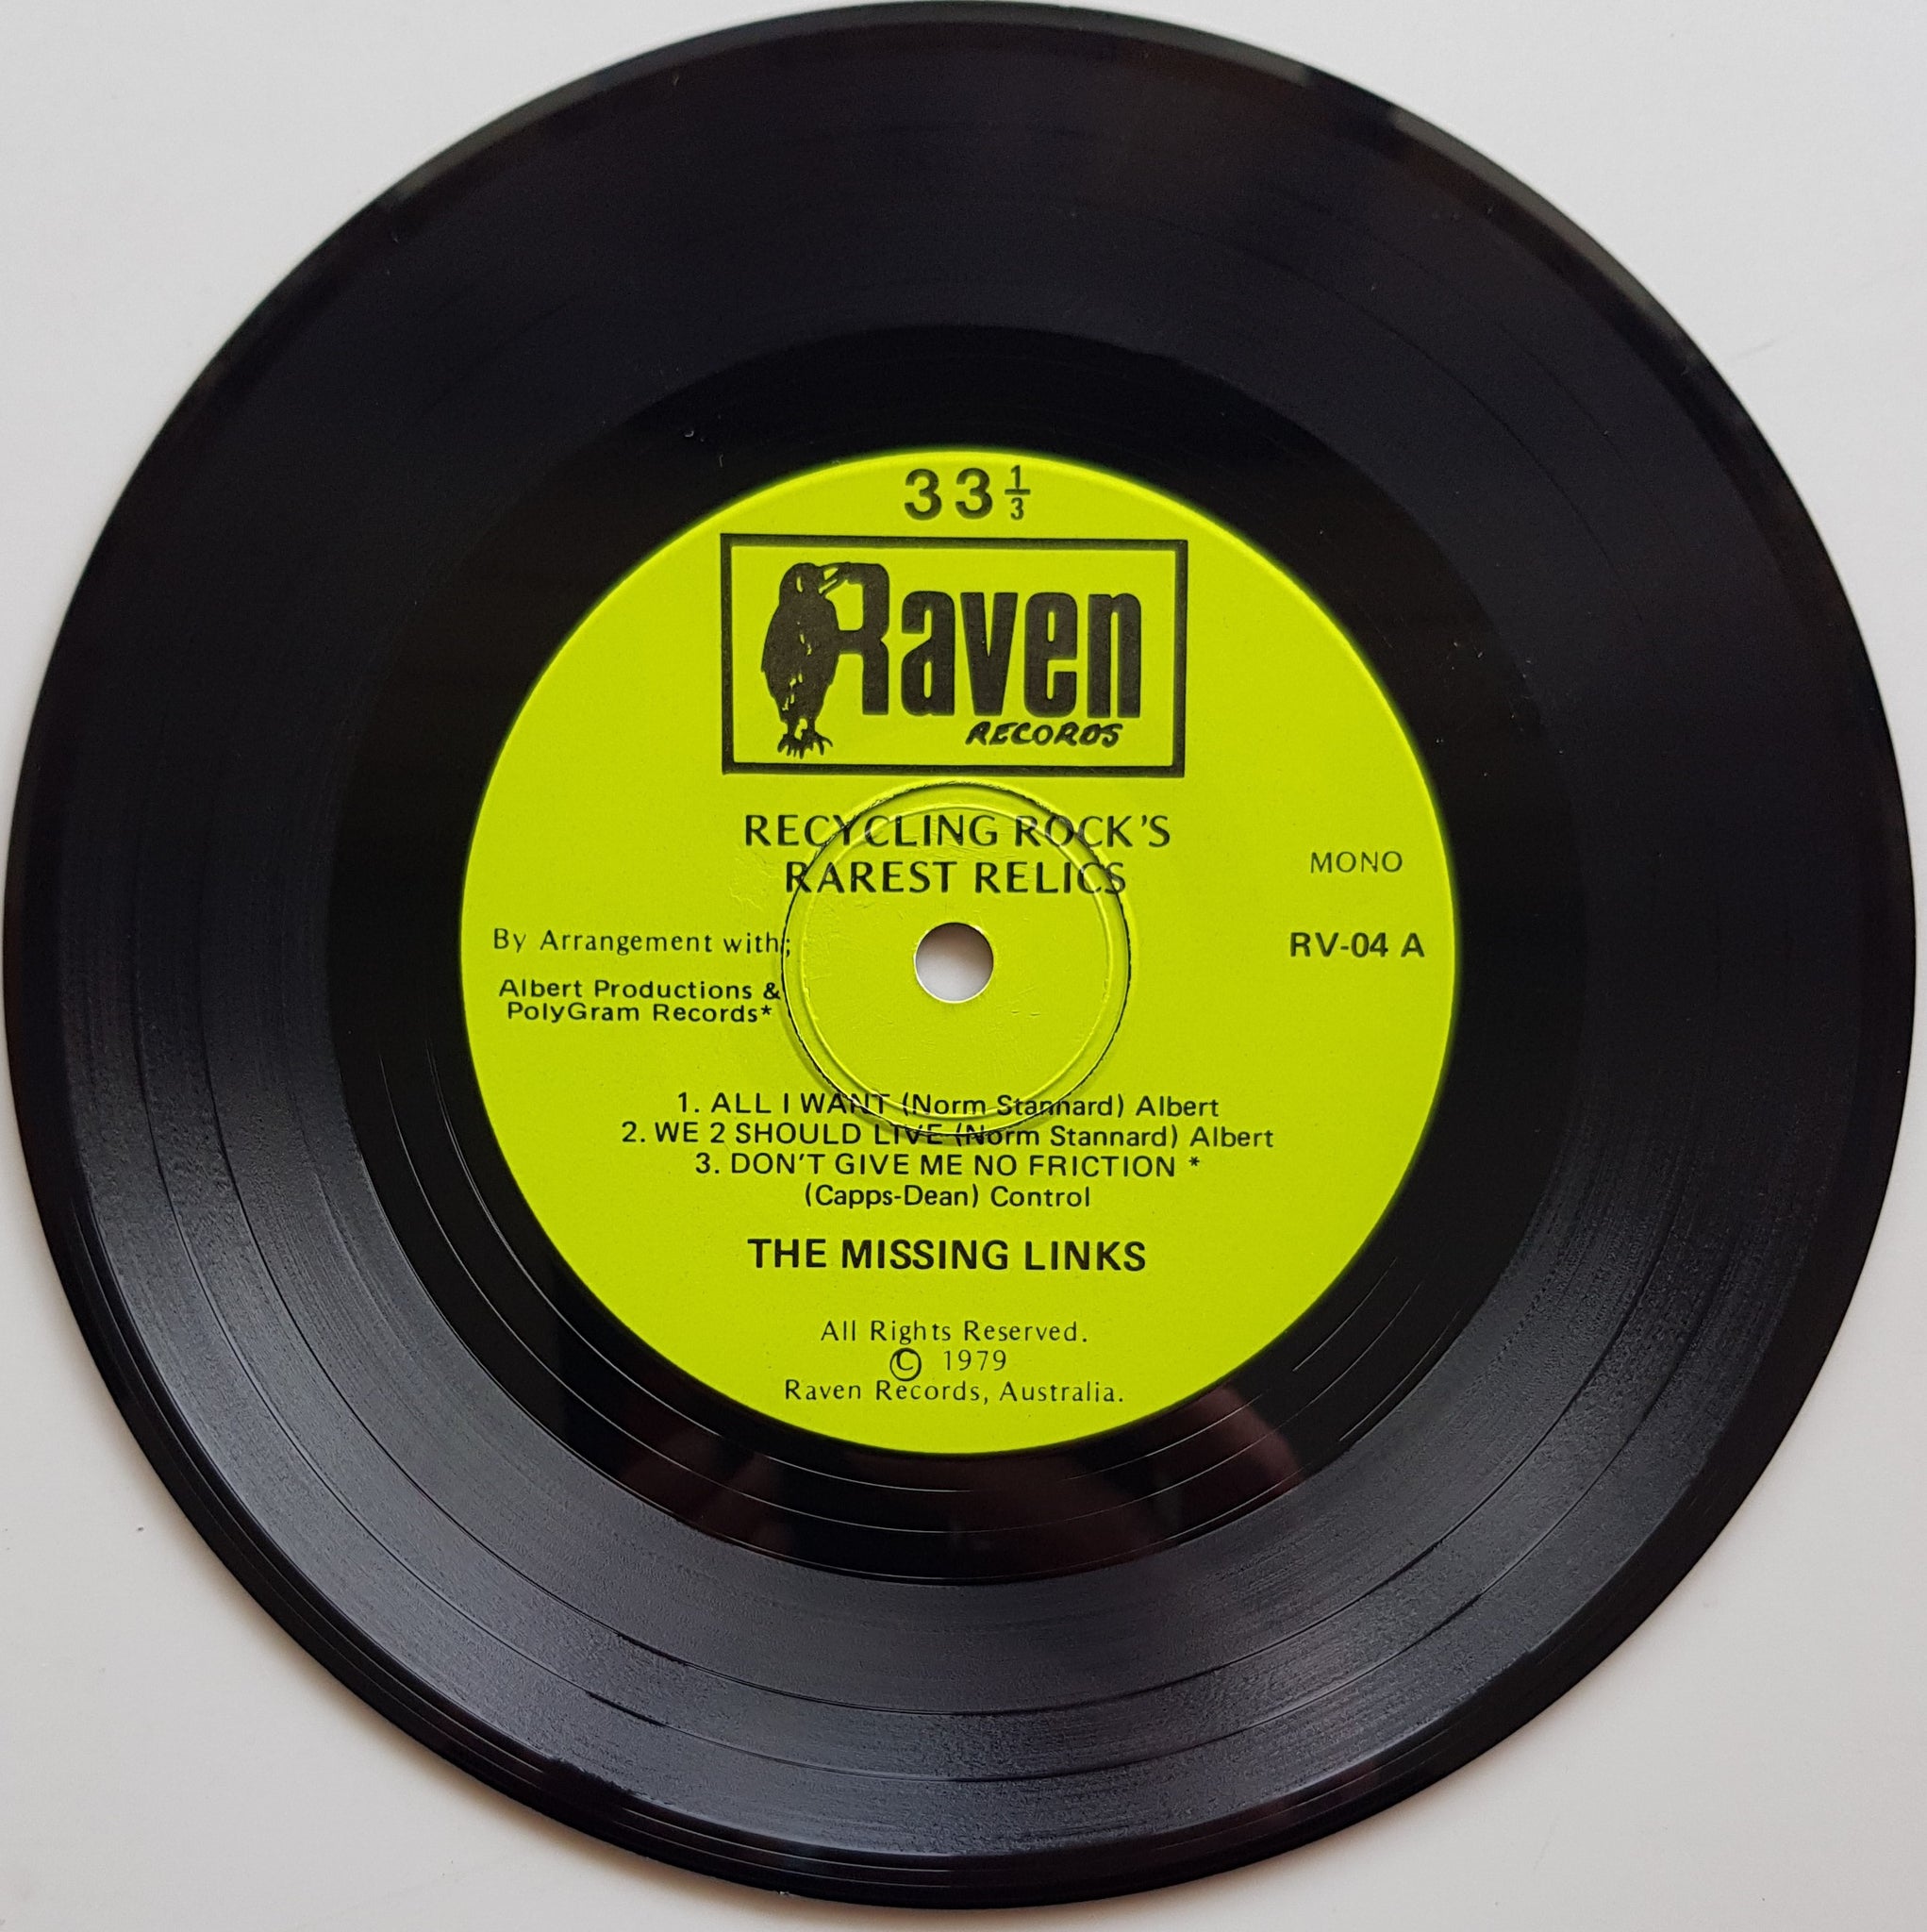 33 1/3
Raven
RECORDS
RECYCLING ROCK'S
RAREST RELICS
MONO
By Arrangement with;
RV-04 A
Albert Productions &
PolyGram Records*
1. ALL I WANT (Norm Stannard) Albert
2. WE 2 SHOULD LIVE (Norm Stannard) Albert
3. DON'T GIVE ME NO FRICTION *
(Capps-Dean) Control
THE MISSING LINKS
All Rights Reserved.
© 1979
Raven Records, Australia.